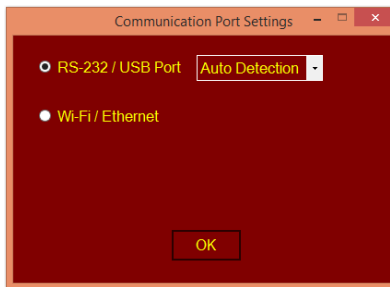 Communication Port Settings
RS-232 / USB Port Auto Detection
Wi-Fi / Ethernet
OK